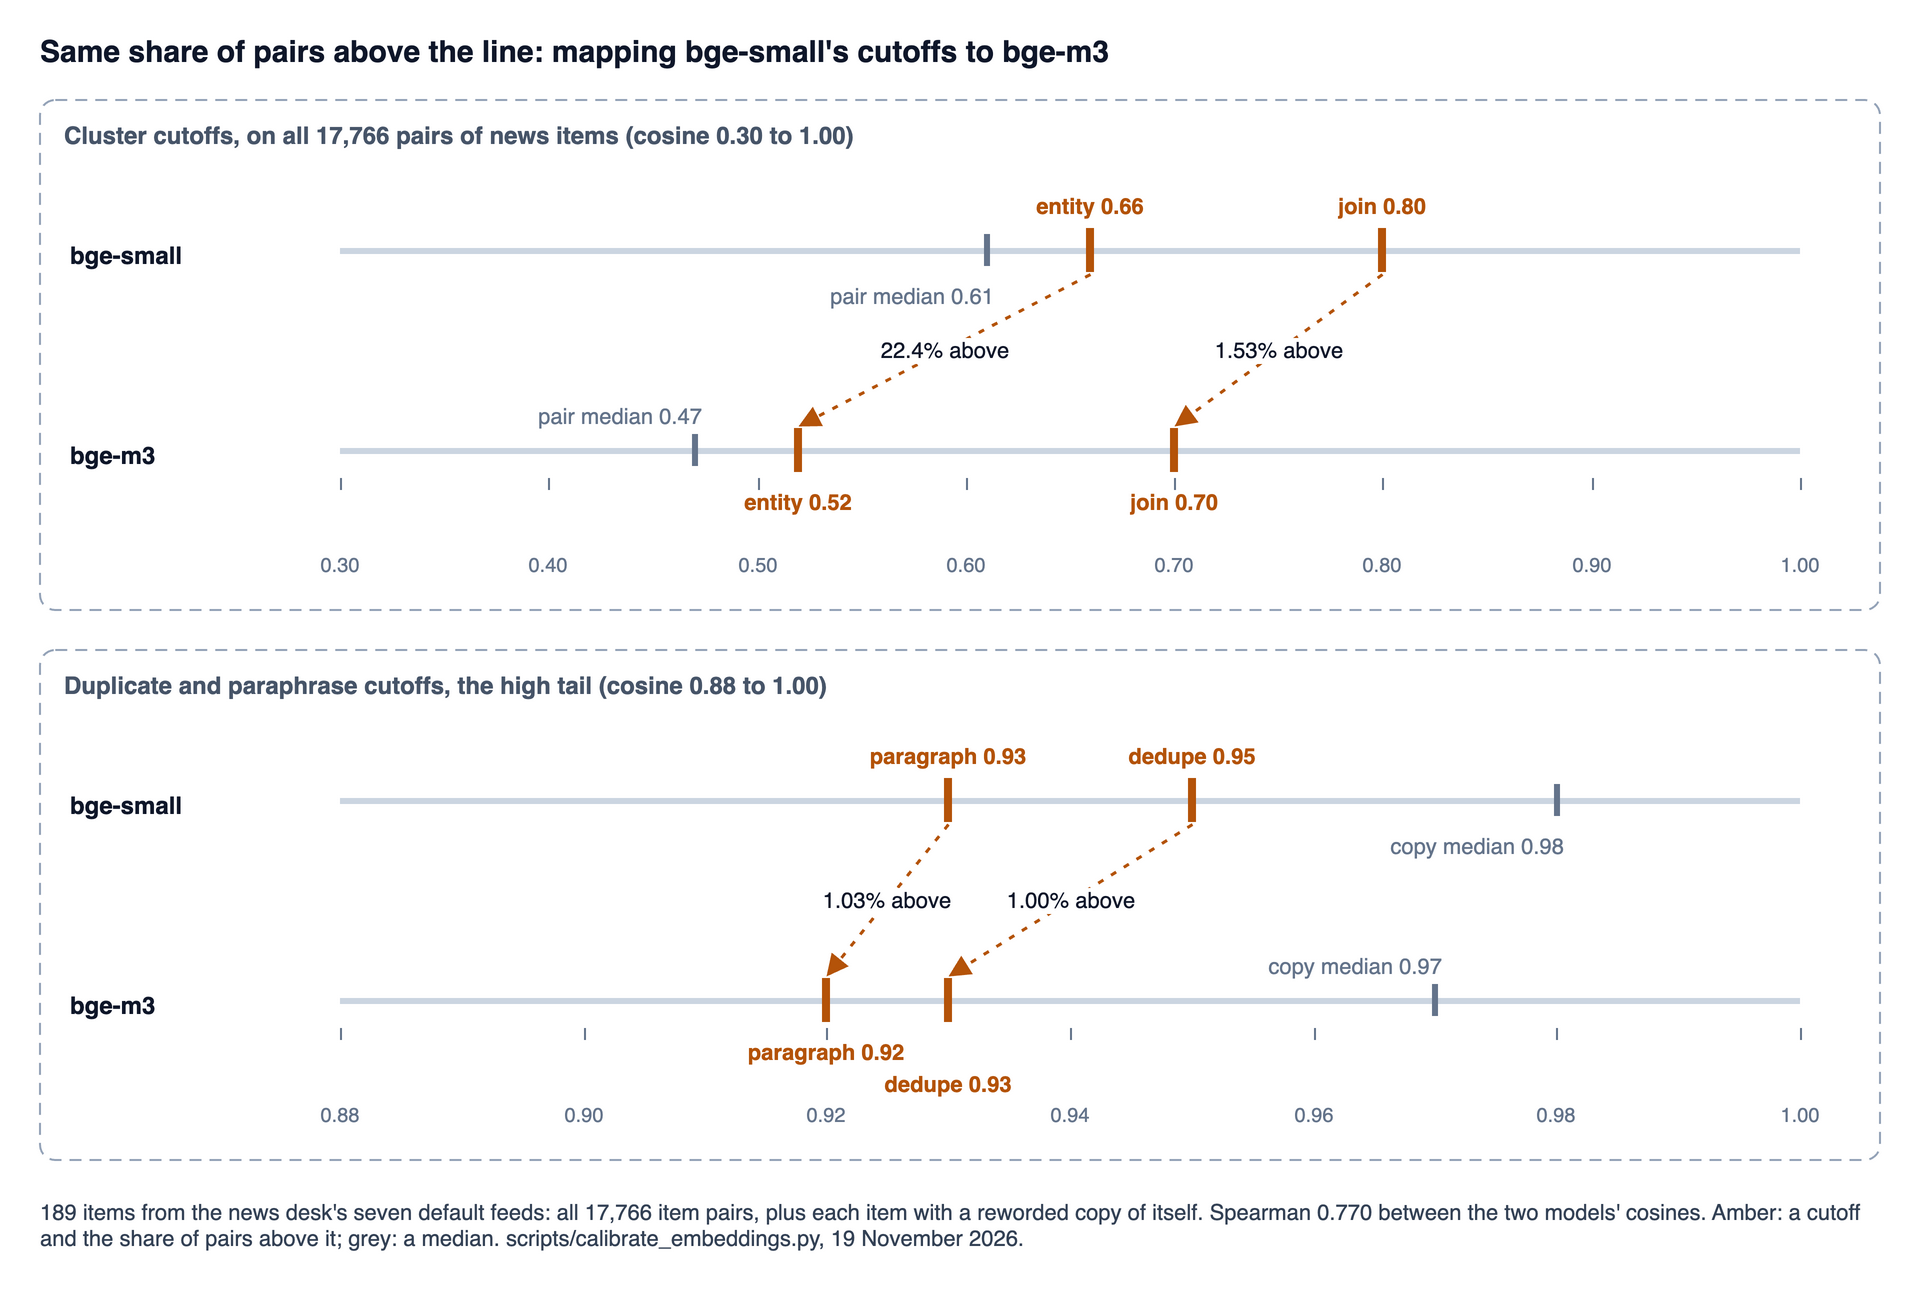 Same share of pairs above the line: mapping bge-small's cutoffs to bge-m3
Cluster cutoffs, on all 17,766 pairs of news items (cosine 0.30 to 1.00)
entity 0.66
join 0.80
bge-small
pair median 0.61
22.4% above
1.53% above
pair median 0.47
bge-m3
entity 0.52
join 0.70
0.30
0.40
0.50
0.60
0.70
0.80
0.90
1.00
Duplicate and paraphrase cutoffs, the high tail (cosine 0.88 to 1.00)
paragraph 0.93
dedupe 0.95
bge-small
copy median 0.98
1.03% above
1.00% above
copy median 0.97
bge-m3
paragraph 0.92
dedupe 0.93
0.88
0.90
0.92
0.94
0.96
0.98
1.00
189 items from the news desk's seven default feeds: all 17,766 item pairs, plus each item with a reworded copy of itself. Spearman 0.770 between the two models' cosines. Amber: a cutoff
and the share of pairs above it; grey: a median. scripts/calibrate_embeddings.py, 19 November 2026.